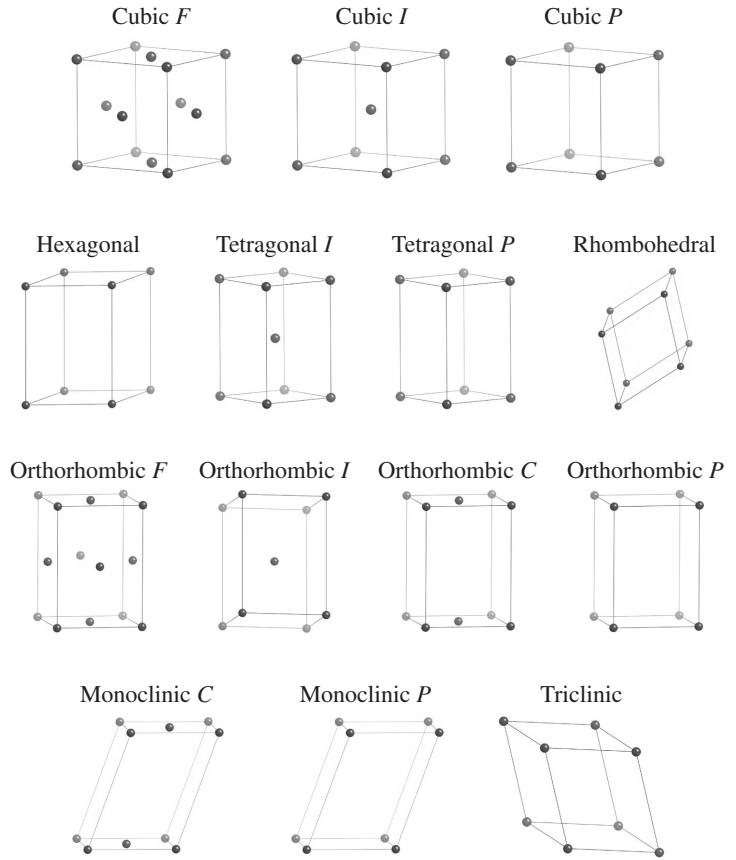 Cubic F Cubic I Cubic P
Hexagonal Tetragonal I Tetragonal P Rhombohedral
Orthorhombic F Orthorhombic I Orthorhombic C Orthorhombic P
Monoclinic C Monoclinic P Triclinic